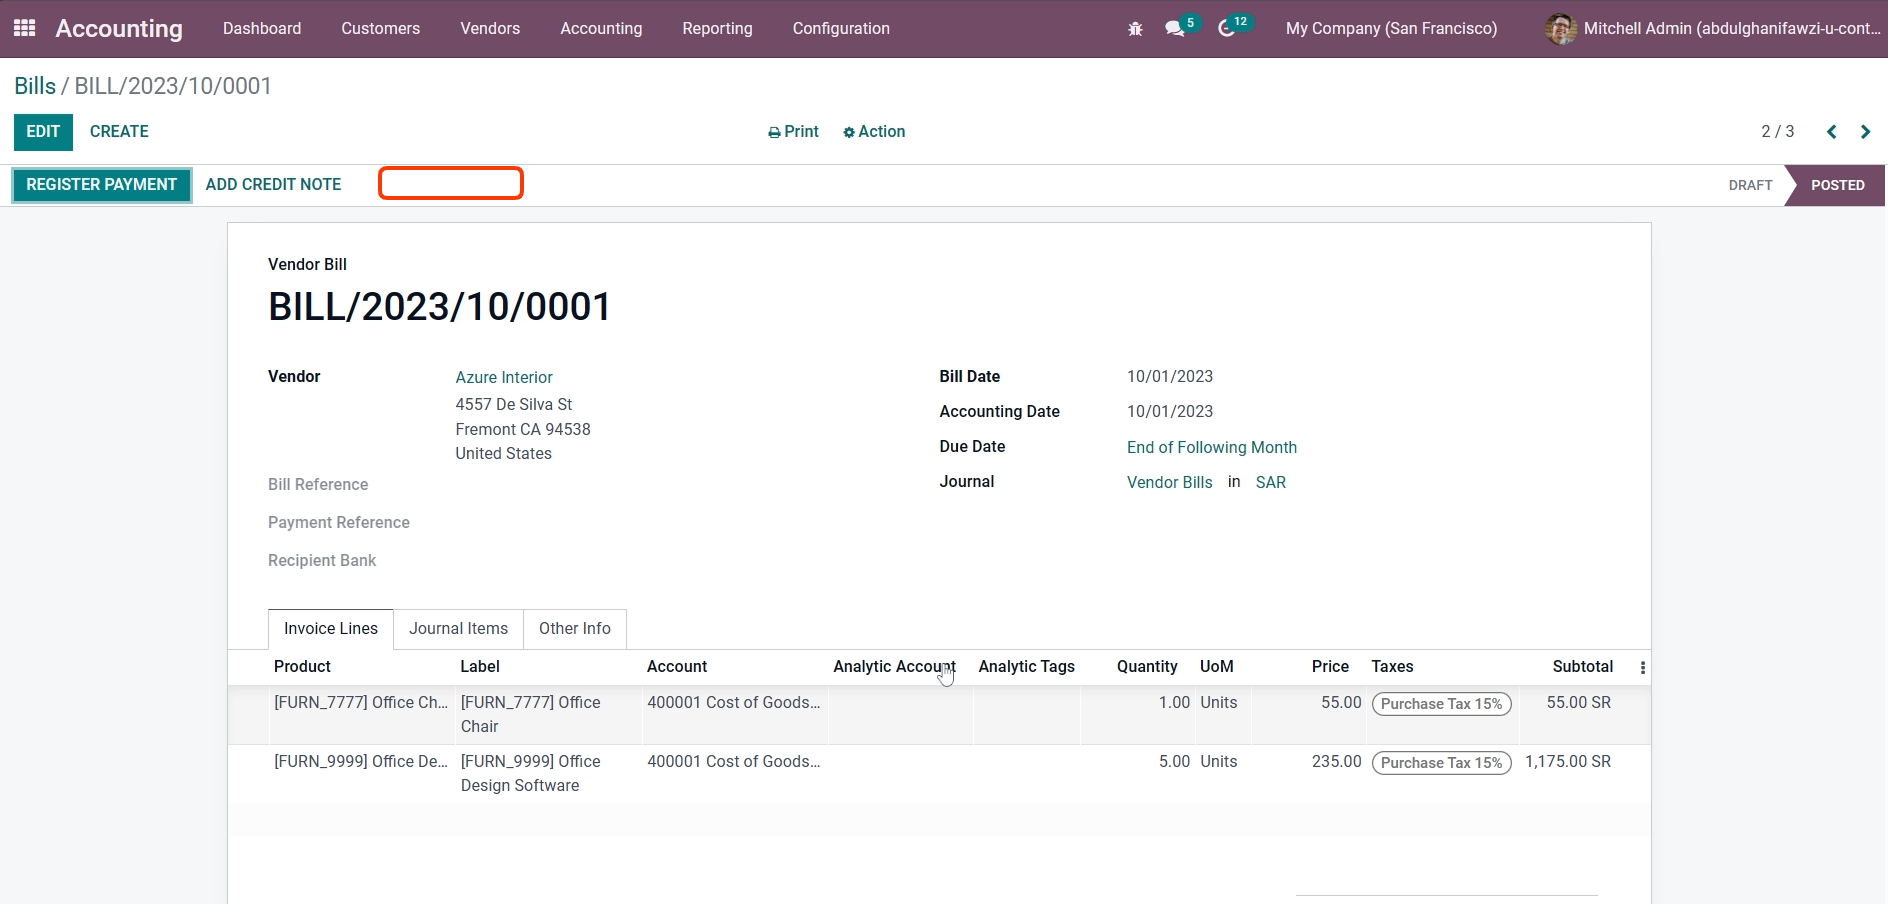 Accounting Dashboard Customers Vendors Accounting Reporting Configuration 5 12 My Company (San Francisco) Mitchell Admin (abdulghanifawzi-u-cont...
Bills / BILL/2023/10/0001
EDIT CREATE Print Action 2 / 3
REGISTER PAYMENT ADD CREDIT NOTE DRAFT POSTED
Vendor Bill
BILL/2023/10/0001
Vendor Azure Interior
4557 De Silva St
Fremont CA 94538
United States
Bill Reference
Payment Reference
Recipient Bank
Bill Date 10/01/2023
Accounting Date 10/01/2023
Due Date End of Following Month
Journal Vendor Bills in SAR
Invoice Lines Journal Items Other Info
Product Label Account Analytic Account Analytic Tags Quantity UoM Price Taxes Subtotal
[FURN_7777] Office Ch... [FURN_7777] Office 400001 Cost of Goods... 1.00 Units 55.00 Purchase Tax 15% 55.00 SR
Chair
[FURN_9999] Office De... [FURN_9999] Office 400001 Cost of Goods... 5.00 Units 235.00 Purchase Tax 15% 1,175.00 SR
Design Software